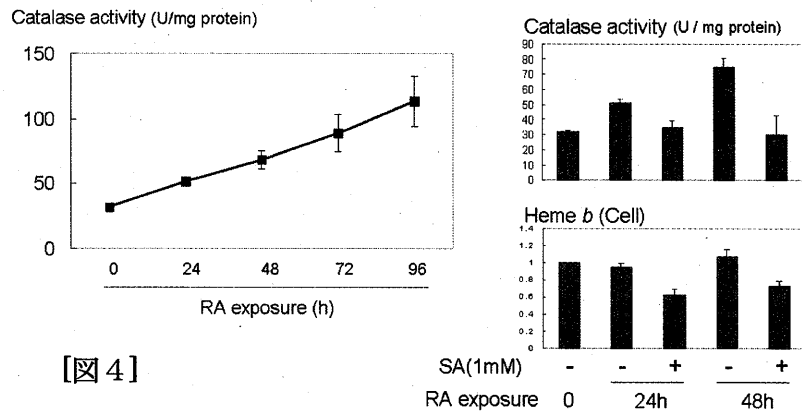 Catalase activity (U/mg protein)
150
100
50
0
0 24 48 72 96
RA exposure (h)
[図4]
Catalase activity (U / mg protein)
90
80
70
60
50
40
30
20
10
0
Heme b (Cell)
1.4
1.2
1
0.8
0.6
0.4
0.2
0
SA(1mM) - - + - +
RA exposure 0 24h 48h